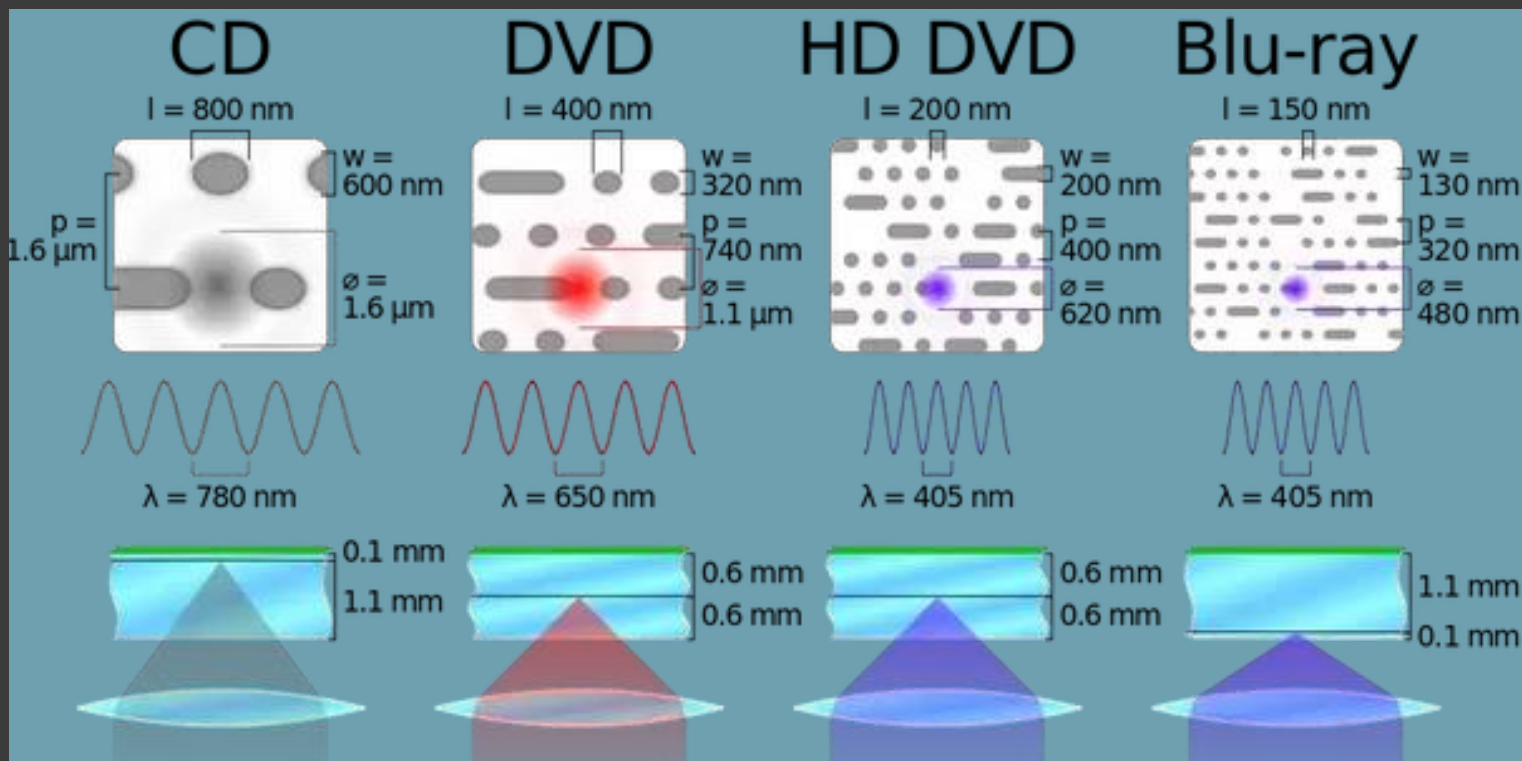 CD
l = 800 nm
w =
600 nm
p =
1.6 µm
⌀ =
1.6 µm
λ = 780 nm
0.1 mm
1.1 mm
DVD
l = 400 nm
w =
320 nm
p =
740 nm
⌀ =
1.1 µm
λ = 650 nm
0.6 mm
0.6 mm
HD DVD
l = 200 nm
w =
200 nm
p =
400 nm
⌀ =
620 nm
λ = 405 nm
0.6 mm
0.6 mm
Blu-ray
l = 150 nm
w =
130 nm
p =
320 nm
⌀ =
480 nm
λ = 405 nm
1.1 mm
0.1 mm